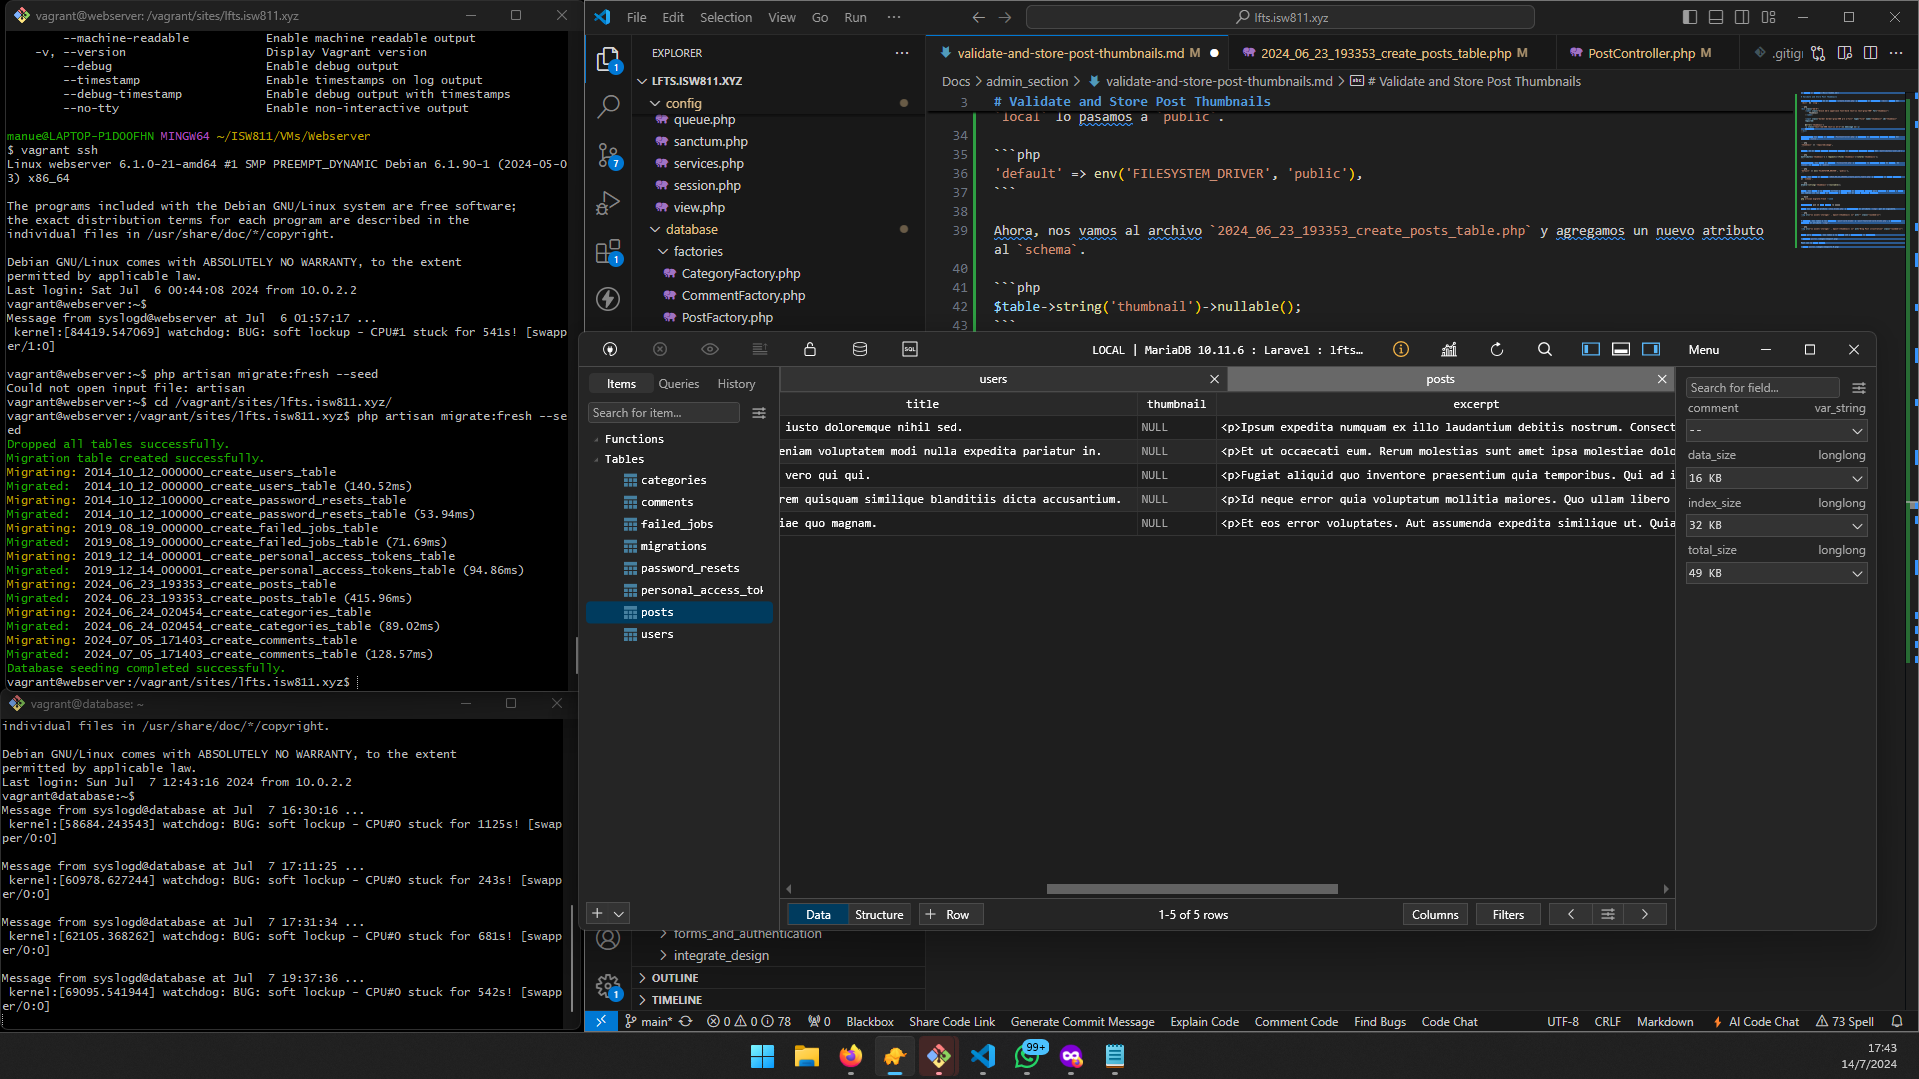 vagrant@webserver: /vagrant/sites/lfts.isw811.xyz
--machine-readable Enable machine readable output
-v, --version Display Vagrant version
--debug Enable debug output
--timestamp Enable timestamps on log output
--debug-timestamp Enable debug output with timestamps
--no-tty Enable non-interactive output
manue@LAPTOP-P1DOOFHN MINGW64 ~/ISW811/VMs/Webserver
$ vagrant ssh
Linux webserver 6.1.0-21-amd64 #1 SMP PREEMPT_DYNAMIC Debian 6.1.90-1 (2024-05-0
3) x86_64
The programs included with the Debian GNU/Linux system are free software;
the exact distribution terms for each program are described in the
individual files in /usr/share/doc/*/copyright.
Debian GNU/Linux comes with ABSOLUTELY NO WARRANTY, to the extent
permitted by applicable law.
Last login: Sat Jul  6 00:44:08 2024 from 10.0.2.2
vagrant@webserver:~$
Message from syslogd@webserver at Jul  6 01:57:17 ...
kernel:[84419.547069] watchdog: BUG: soft lockup - CPU#1 stuck for 541s! [swapp
er/1:0]
vagrant@webserver:~$ php artisan migrate:fresh --seed
Could not open input file: artisan
vagrant@webserver:~$ cd /vagrant/sites/lfts.isw811.xyz/
vagrant@webserver:/vagrant/sites/lfts.isw811.xyz$ php artisan migrate:fresh --se
ed
Dropped all tables successfully.
Migration table created successfully.
Migrating: 2014_10_12_000000_create_users_table
Migrated:  2014_10_12_000000_create_users_table (140.52ms)
Migrating: 2014_10_12_100000_create_password_resets_table
Migrated:  2014_10_12_100000_create_password_resets_table (53.94ms)
Migrating: 2019_08_19_000000_create_failed_jobs_table
Migrated:  2019_08_19_000000_create_failed_jobs_table (71.69ms)
Migrating: 2019_12_14_000001_create_personal_access_tokens_table
Migrated:  2019_12_14_000001_create_personal_access_tokens_table (94.86ms)
Migrating: 2024_06_23_193353_create_posts_table
Migrated:  2024_06_23_193353_create_posts_table (415.96ms)
Migrating: 2024_06_24_020454_create_categories_table
Migrated:  2024_06_24_020454_create_categories_table (89.02ms)
Migrating: 2024_07_05_171403_create_comments_table
Migrated:  2024_07_05_171403_create_comments_table (128.57ms)
Database seeding completed successfully.
vagrant@webserver:/vagrant/sites/lfts.isw811.xyz$
vagrant@database: ~
individual files in /usr/share/doc/*/copyright.
Debian GNU/Linux comes with ABSOLUTELY NO WARRANTY, to the extent
permitted by applicable law.
Last login: Sun Jul  7 12:43:16 2024 from 10.0.2.2
vagrant@database:~$
Message from syslogd@database at Jul  7 16:30:16 ...
kernel:[58684.243543] watchdog: BUG: soft lockup - CPU#0 stuck for 1125s! [swap
per/0:0]
Message from syslogd@database at Jul  7 17:11:25 ...
kernel:[60978.627244] watchdog: BUG: soft lockup - CPU#0 stuck for 243s! [swapp
er/0:0]
Message from syslogd@database at Jul  7 17:31:34 ...
kernel:[62105.368262] watchdog: BUG: soft lockup - CPU#0 stuck for 681s! [swapp
er/0:0]
Message from syslogd@database at Jul  7 19:37:36 ...
kernel:[69095.541944] watchdog: BUG: soft lockup - CPU#0 stuck for 542s! [swapp
er/0:0]
File Edit Selection View Go Run ...
lfts.isw811.xyz
EXPLORER
LFTS.ISW811.XYZ
config
queue.php
sanctum.php
services.php
session.php
view.php
database
factories
CategoryFactory.php
CommentFactory.php
PostFactory.php
1
7
1
validate-and-store-post-thumbnails.md M
2024_06_23_193353_create_posts_table.php M
PostController.php M
.gitig
Docs > admin_section > validate-and-store-post-thumbnails.md > # Validate and Store Post Thumbnails
3 # Validate and Store Post Thumbnails
`local` lo pasamos a `public`.
34
35 ```php
36 'default' => env('FILESYSTEM_DRIVER', 'public'),
37 ```
38
39 Ahora, nos vamos al archivo `2024_06_23_193353_create_posts_table.php` y agregamos un nuevo atributo
al `schema`.
40
41 ```php
42 $table->string('thumbnail')->nullable();
43 ```
SQL
LOCAL | MariaDB 10.11.6 : Laravel : lfts...
Menu
Items Queries History
Search for item...
Functions
Tables
categories
comments
failed_jobs
migrations
password_resets
personal_access_tok
posts
users
users posts
title thumbnail excerpt
iusto doloremque nihil sed. NULL <p>Ipsum expedita numquam ex illo laudantium debitis nostrum. Consect
eniam voluptatem modi nulla expedita pariatur in. NULL <p>Et ut occaecati eum. Rerum molestias sunt amet ipsa molestiae dolo
vero qui qui. NULL <p>Fugiat aliquid quo inventore praesentium quia temporibus. Qui ad i
rem quisquam similique blanditiis dicta accusantium. NULL <p>Id neque error quia voluptatum mollitia maiores. Quo ullam libero
iae quo magnam. NULL <p>Et eos error voluptates. Aut assumenda expedita similique ut. Quia
Data Structure + Row
1-5 of 5 rows
Columns Filters
Search for field...
comment var_string
--
data_size longlong
16 KB
index_size longlong
32 KB
total_size longlong
49 KB
forms_and_authentication
integrate_design
OUTLINE
TIMELINE
1
main* 0 0 78 0 Blackbox Share Code Link Generate Commit Message Explain Code Comment Code Find Bugs Code Chat
UTF-8 CRLF Markdown AI Code Chat 73 Spell
99+
17:43
14/7/2024